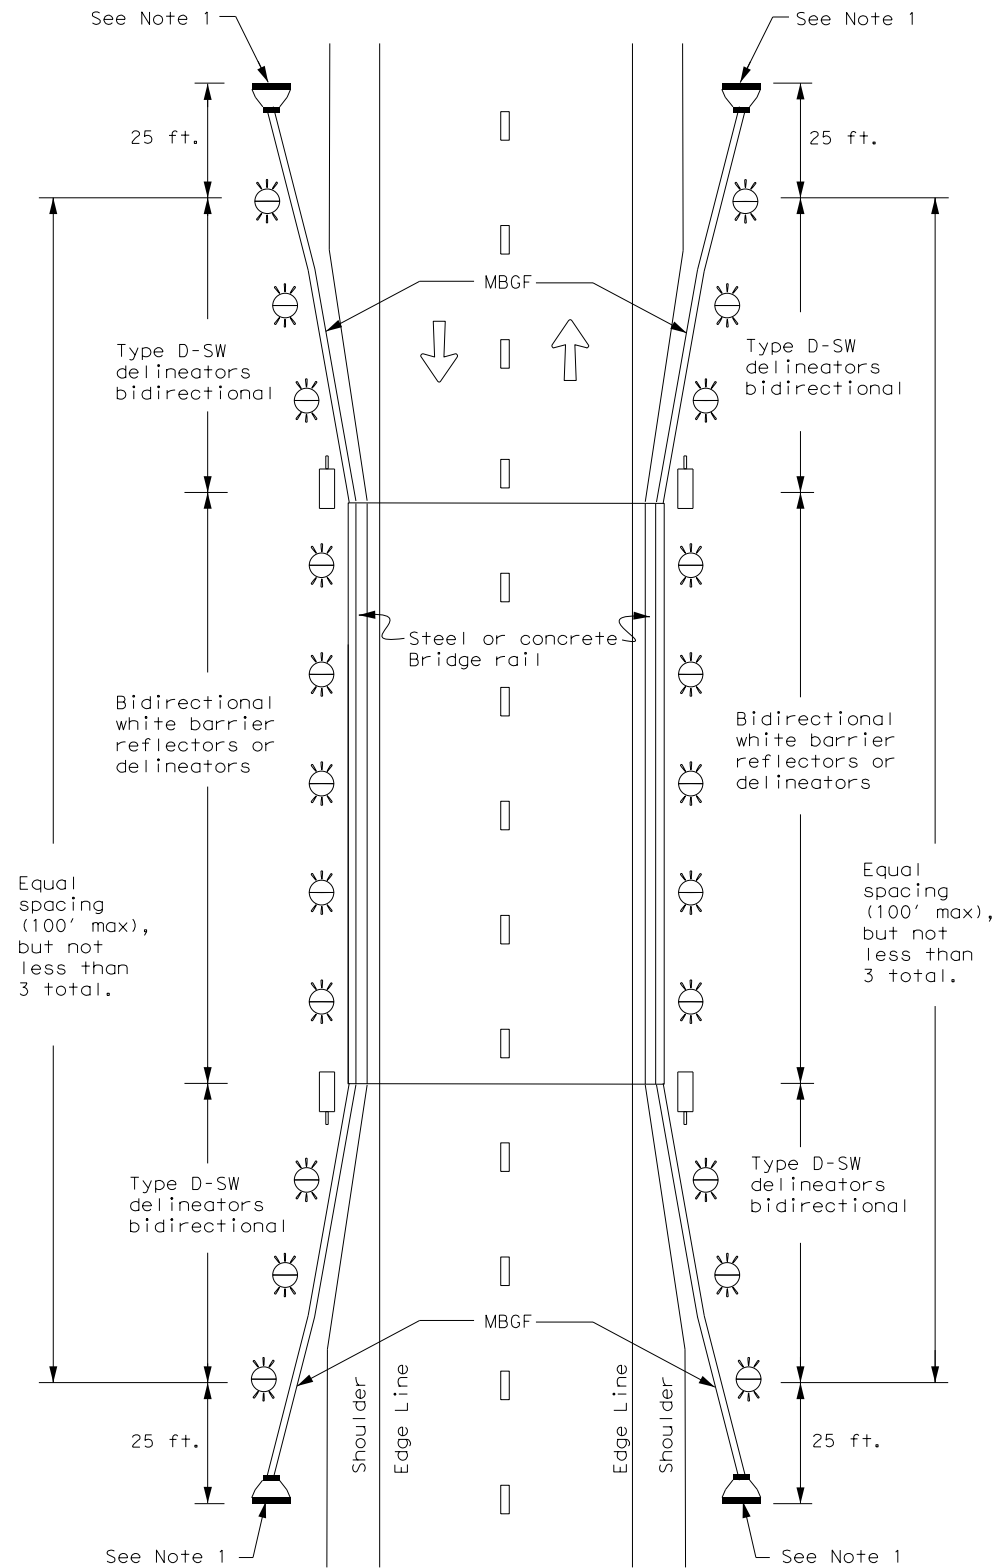 See Note 1
See Note 1
25 ft.
25 ft.
MBGF
Type D-SW
delineators
bidirectional
Type D-SW
delineators
bidirectional
Steel or concrete
Bridge rail
Bidirectional
white barrier
reflectors or
delineators
Bidirectional
white barrier
reflectors or
delineators
Equal
spacing
(100' max),
but not
less than
3 total.
Equal
spacing
(100' max),
but not
less than
3 total.
Type D-SW
delineators
bidirectional
Type D-SW
delineators
bidirectional
MBGF
Shoulder
Edge Line
Edge Line
Shoulder
25 ft.
25 ft.
See Note 1
See Note 1